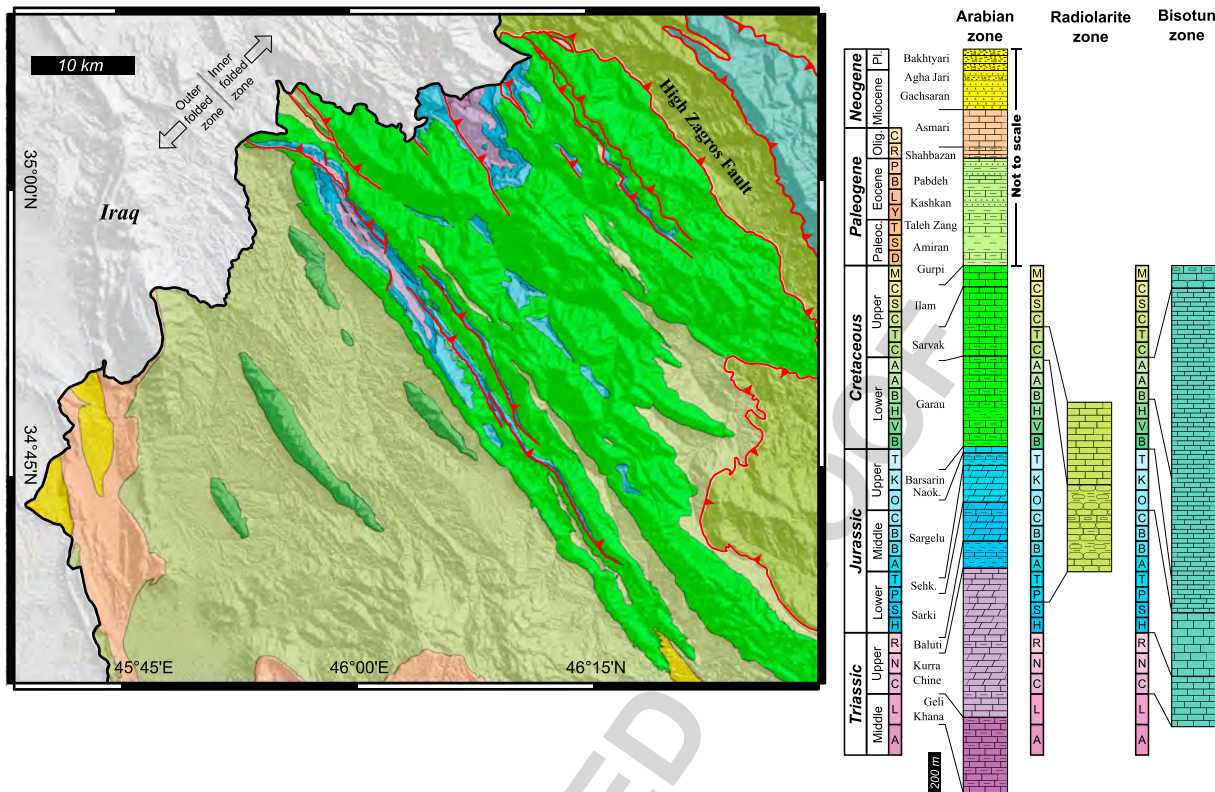 10 km
Outer
folded
zone
Inner
folded
zone
Iraq
High Zagros Fault
35°00'N
34°45'N
45°45'E
46°00'E
46°15'N
Arabian
zone
Radiolarite
zone
Bisotun
zone
Not to scale
Neogene
Pl.
Miocene
Paleogene
Olig.
Eocene
Paleoc.
Cretaceous
Upper
Lower
Jurassic
Upper
Middle
Lower
Triassic
Upper
Middle
C
R
P
B
L
Y
T
S
D
M
C
S
C
T
C
A
A
B
H
V
B
T
K
O
C
B
B
A
T
P
S
H
R
N
C
L
A
Bakhtyari
Agha Jari
Gachsaran
Asmari
Shahbazan
Pabdeh
Kashkan
Taleh Zang
Amiran
Gurpi
Ilam
Sarvak
Garau
Barsarin
Naok.
Sargelu
Sehk.
Sarki
Baluti
Kurra
Chine
Geli
Khana
200 m
M
C
S
C
T
C
A
A
B
H
V
B
T
K
O
C
B
B
A
T
P
S
H
R
N
C
L
A
M
C
S
C
T
C
A
A
B
H
V
B
T
K
O
C
B
B
A
T
P
S
H
R
N
C
L
A